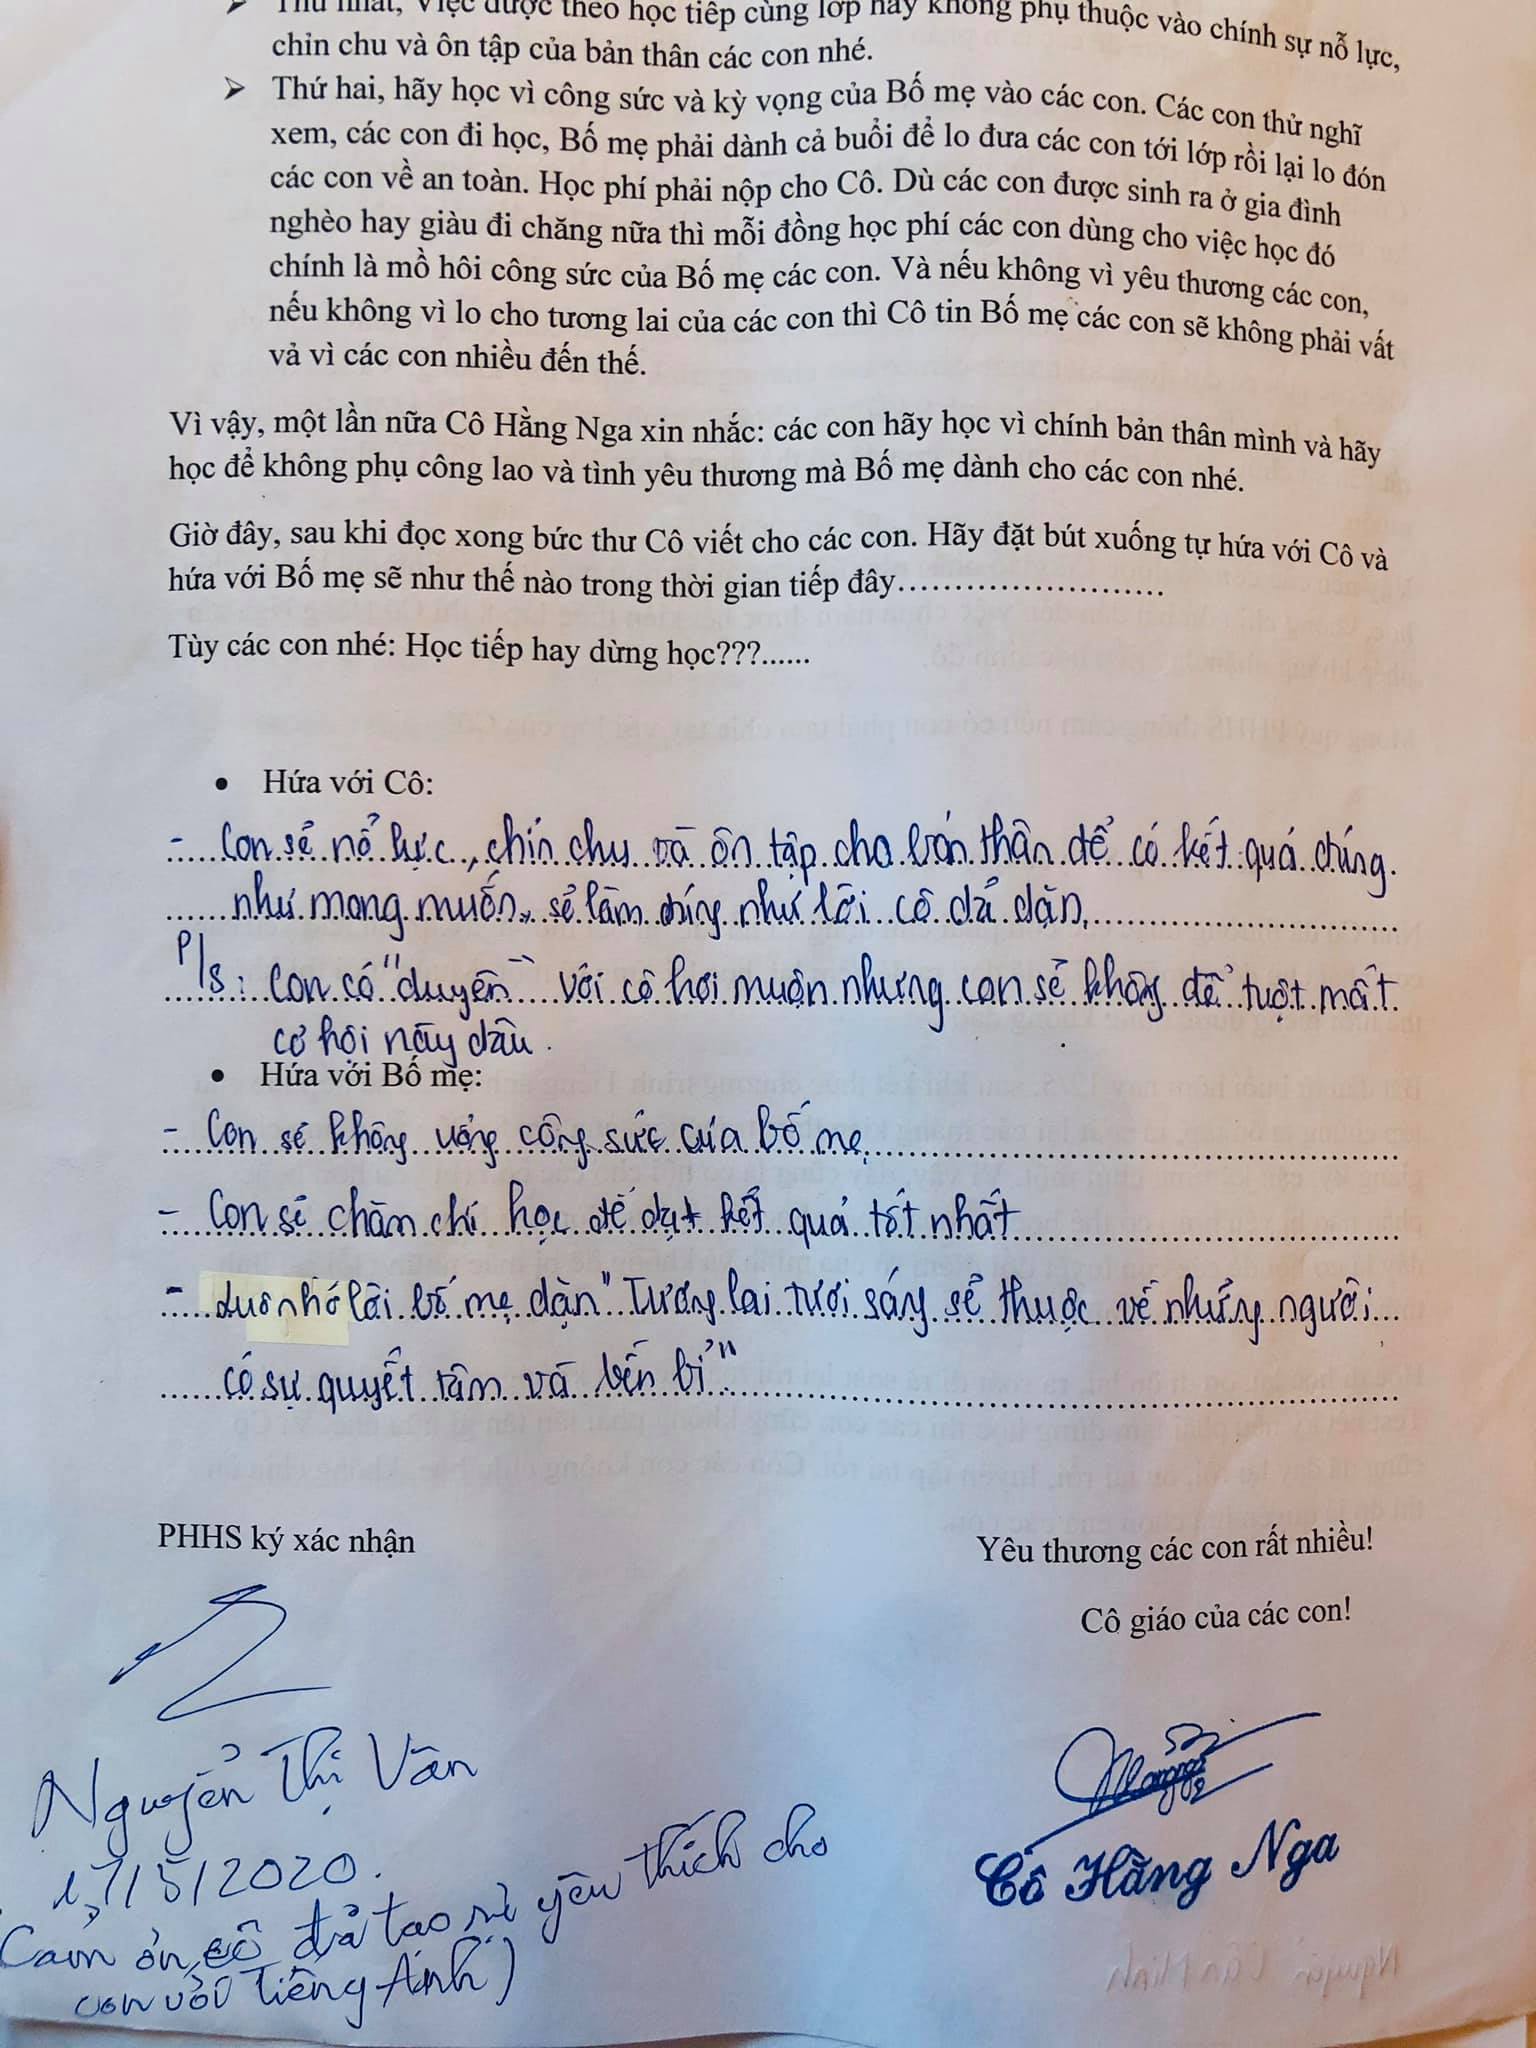 ➤ Thứ nhất, Việc được theo học tiếp cùng lớp hay không phụ thuộc vào chính sự nỗ lực,
chỉn chu và ôn tập của bản thân các con nhé.
➤ Thứ hai, hãy học vì công sức và kỳ vọng của Bố mẹ vào các con. Các con thử nghĩ
xem, các con đi học, Bố mẹ phải dành cả buổi để lo đưa các con tới lớp rồi lại lo đón
các con về an toàn. Học phí phải nộp cho Cô. Dù các con được sinh ra ở gia đình
nghèo hay giàu đi chăng nữa thì mỗi đồng học phí các con dùng cho việc học đó
chính là mồ hôi công sức của Bố mẹ các con. Và nếu không vì yêu thương các con,
nếu không vì lo cho tương lai của các con thì Cô tin Bố mẹ các con sẽ không phải vất
vả vì các con nhiều đến thế.
Vì vậy, một lần nữa Cô Hằng Nga xin nhắc: các con hãy học vì chính bản thân mình và hãy
học để không phụ công lao và tình yêu thương mà Bố mẹ dành cho các con nhé.
Giờ đây, sau khi đọc xong bức thư Cô viết cho các con. Hãy đặt bút xuống tự hứa với Cô và
hứa với Bố mẹ sẽ như thế nào trong thời gian tiếp đây……………………
Tùy các con nhé: Học tiếp hay dừng học???......
• Hứa với Cô:
- Con sẽ nổ lực, chỉn chu và ôn tập cho bản thân để có kết quả chúng
như mong muốn, sẽ làm đúng như lời cô dã dặn.
P/s: Con có "duyên" với cô hơi muộn nhưng con sẽ không để tuột mất
cơ hội này dâu.
• Hứa với Bố mẹ:
- Con sẽ không uổng công sức của bố mẹ
- Con sẽ chăm chỉ học để đạt kết quả tốt nhất
- luôn nhớ lời bố mẹ dặn "Tương lai tươi sáng sẽ thuộc về những người
có sự quyết tâm và bền bỉ"
PHHS ký xác nhận
Yêu thương các con rất nhiều!
Cô giáo của các con!
Nguyễn Thị Vân
17/5/2020.
Cô Hằng Nga
Cảm ơn cô đã tạo sự yêu thích cho
con với Tiếng Anh)